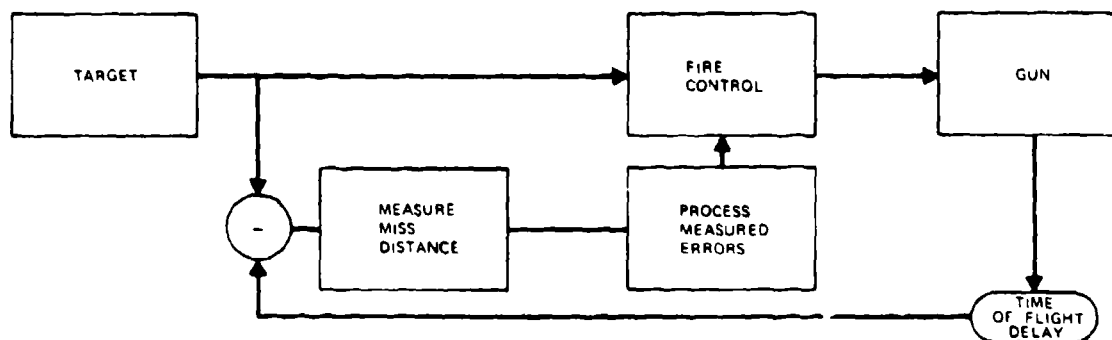 TARGET
FIRE
CONTROL
GUN
-
MEASURE
MISS
DISTANCE
PROCESS
MEASURED
ERRORS
TIME
OF FLIGHT
DELAY